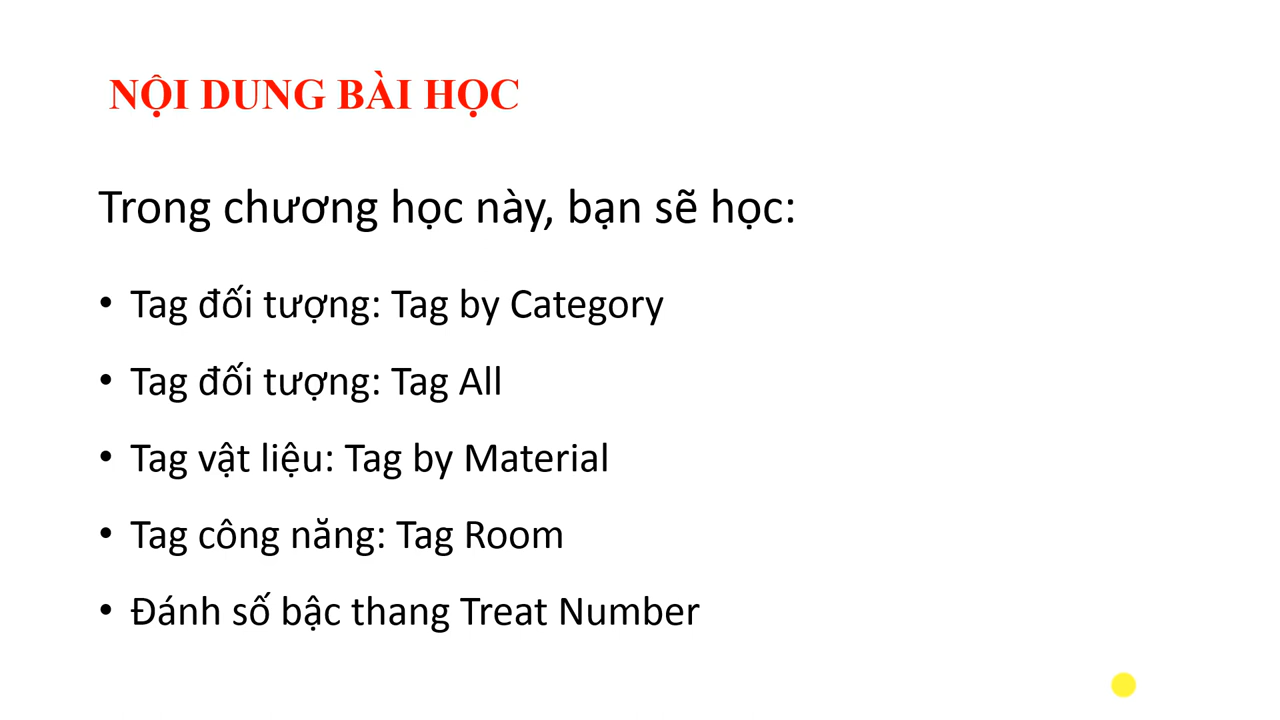 NỘI DUNG BÀI HỌC
Trong chương học này, bạn sẽ học:
• Tag đối tượng: Tag by Category
• Tag đối tượng: Tag All
• Tag vật liệu: Tag by Material
• Tag công năng: Tag Room
• Đánh số bậc thang Treat Number